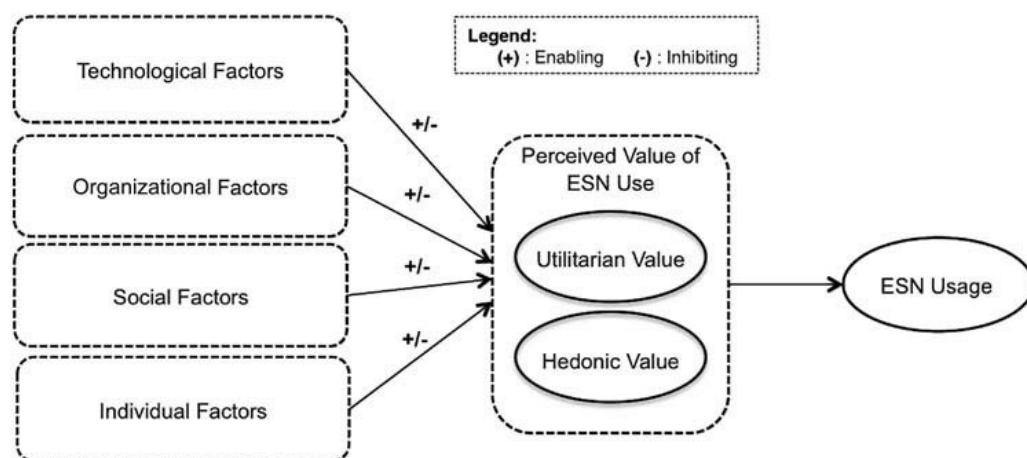 Legend:
(+) : Enabling (-) : Inhibiting
Technological Factors
+/-
Organizational Factors
+/-
Social Factors
+/-
Individual Factors
+/-
Perceived Value of
ESN Use
Utilitarian Value
Hedonic Value
ESN Usage